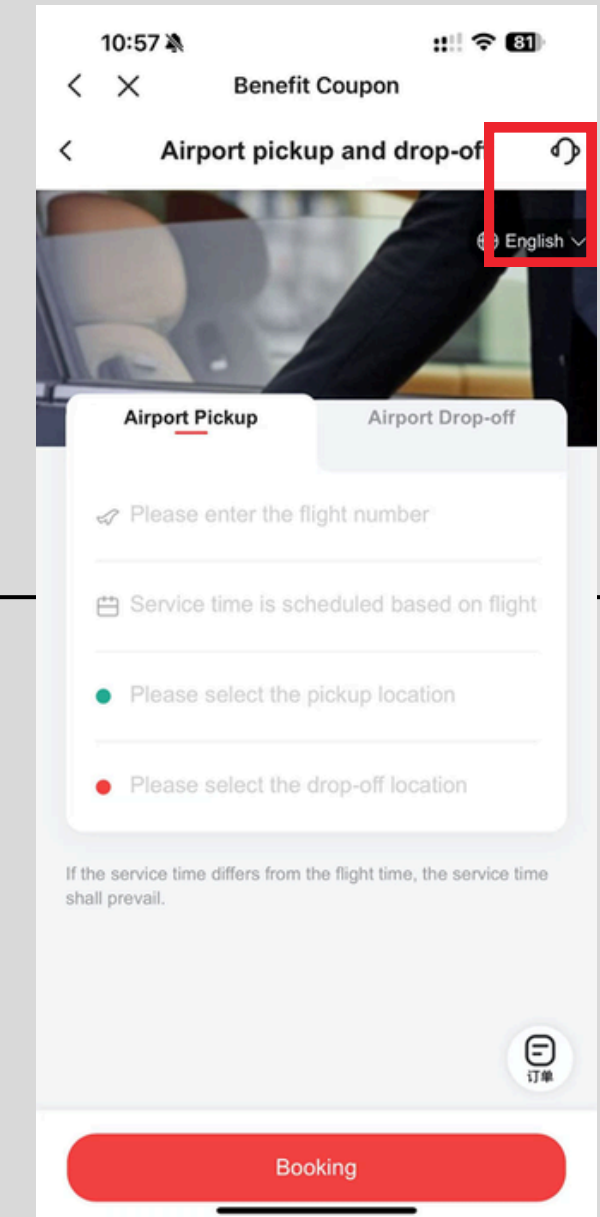 10:57
81
Benefit Coupon
Airport pickup and drop-of
English
Airport Pickup
Airport Drop-off
Please enter the flight number
Service time is scheduled based on flight
Please select the pickup location
Please select the drop-off location
If the service time differs from the flight time, the service time
shall prevail.
订单
Booking